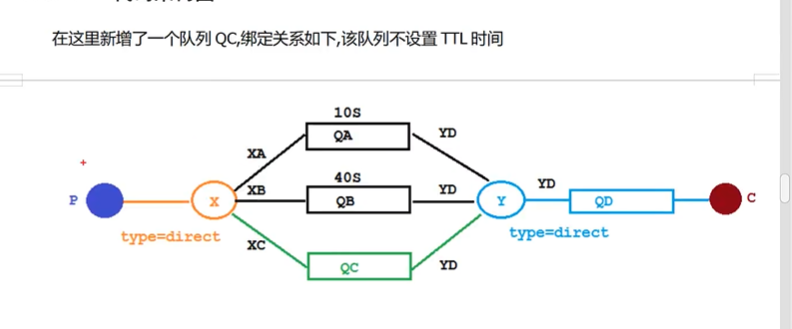 在这里新增了一个队列 QC,绑定关系如下,该队列不设置 TTL 时间
10S
QA
YD
XA
40S
P
X
XB
QB
YD
Y
YD
QD
C
type=direct
type=direct
XC
QC
YD